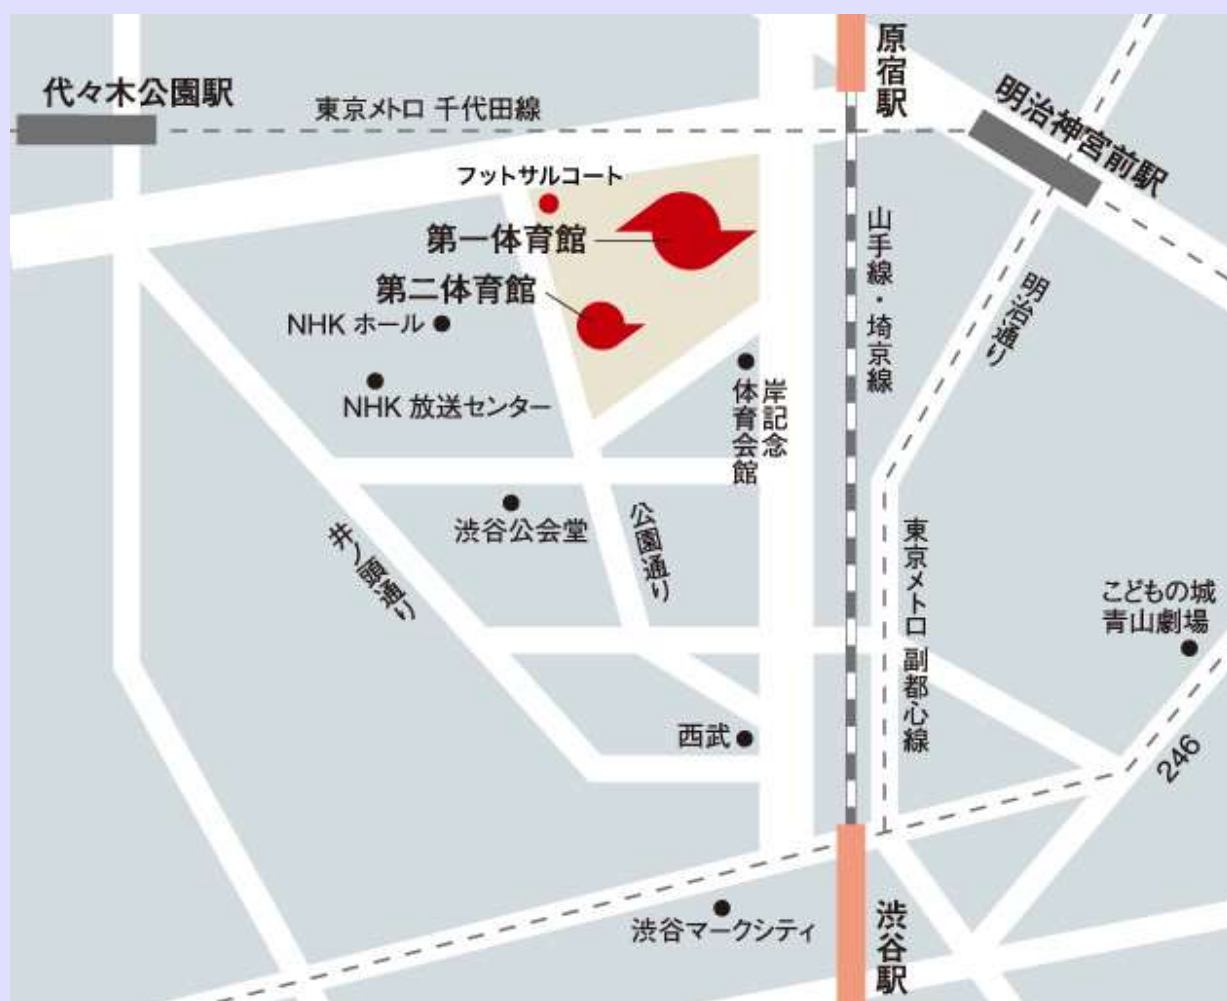 原宿駅
代々木公園駅
東京メトロ 千代田線
明治神宮前駅
フットサルコート
第一体育館
第二体育館
NHK ホール
NHK 放送センター
山手線・埼京線
明治通り
岸記念
体育会館
渋谷公会堂
公園通り
井ノ頭通り
東京メトロ 副都心線
こどもの城
青山劇場
西武
246
渋谷マークシティ
渋谷駅